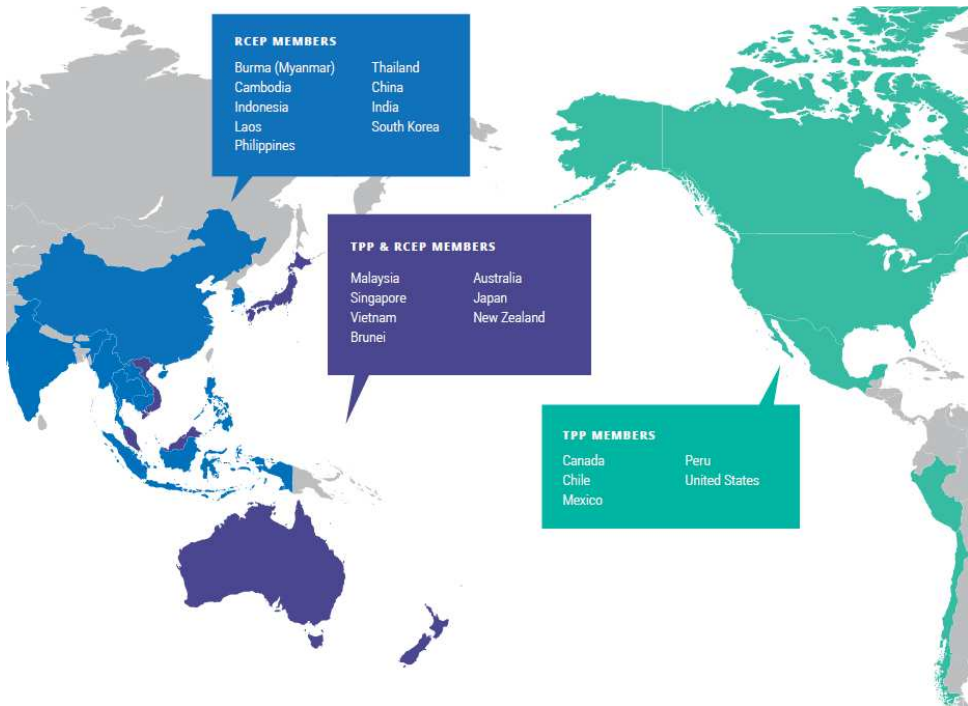 RCEP MEMBERS
Burma (Myanmar)
Cambodia
Indonesia
Laos
Philippines
Thailand
China
India
South Korea
TPP & RCEP MEMBERS
Malaysia
Singapore
Vietnam
Brunei
Australia
Japan
New Zealand
TPP MEMBERS
Canada
Chile
Mexico
Peru
United States